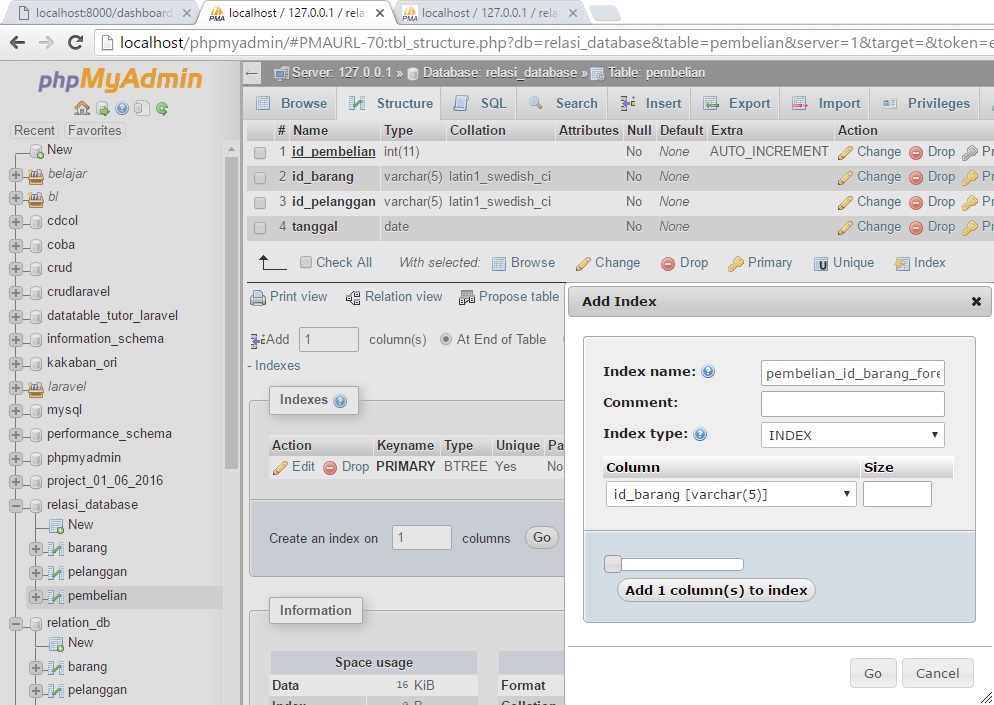 localhost:8000/dashboard
localhost / 127.0.0.1 / rela
localhost / 127.0.0.1 / rela
localhost/phpmyadmin/#PMAURL-70:tbl_structure.php?db=relasi_database&table=pembelian&server=1&target=&token=e
phpMyAdmin
Recent Favorites
New
belajar
bl
cdcol
coba
crud
crudlaravel
datatable_tutor_laravel
information_schema
kakaban_ori
laravel
mysql
performance_schema
phpmyadmin
project_01_06_2016
relasi_database
New
barang
pelanggan
pembelian
relation_db
New
barang
pelanggan
Server: 127.0.0.1 » Database: relasi_database » Table: pembelian
Browse Structure SQL Search Insert Export Import Privileges
# Name Type Collation Attributes Null Default Extra Action
1 id_pembelian int(11) No None AUTO_INCREMENT Change Drop Pr
2 id_barang varchar(5) latin1_swedish_ci No None Change Drop Pr
3 id_pelanggan varchar(5) latin1_swedish_ci No None Change Drop Pr
4 tanggal date No None Change Drop Pr
Check All With selected: Browse Change Drop Primary Unique Index
Print view Relation view Propose table
Add 1 column(s) At End of Table
- Indexes
Indexes
Action Keyname Type Unique Pa
Edit Drop PRIMARY BTREE Yes No
Create an index on 1 columns Go
Information
Space usage
Data 16 KiB Format
Add Index
Index name: pembelian_id_barang_fore
Comment:
Index type: INDEX
Column Size
id_barang [varchar(5)]
Add 1 column(s) to index
Go Cancel